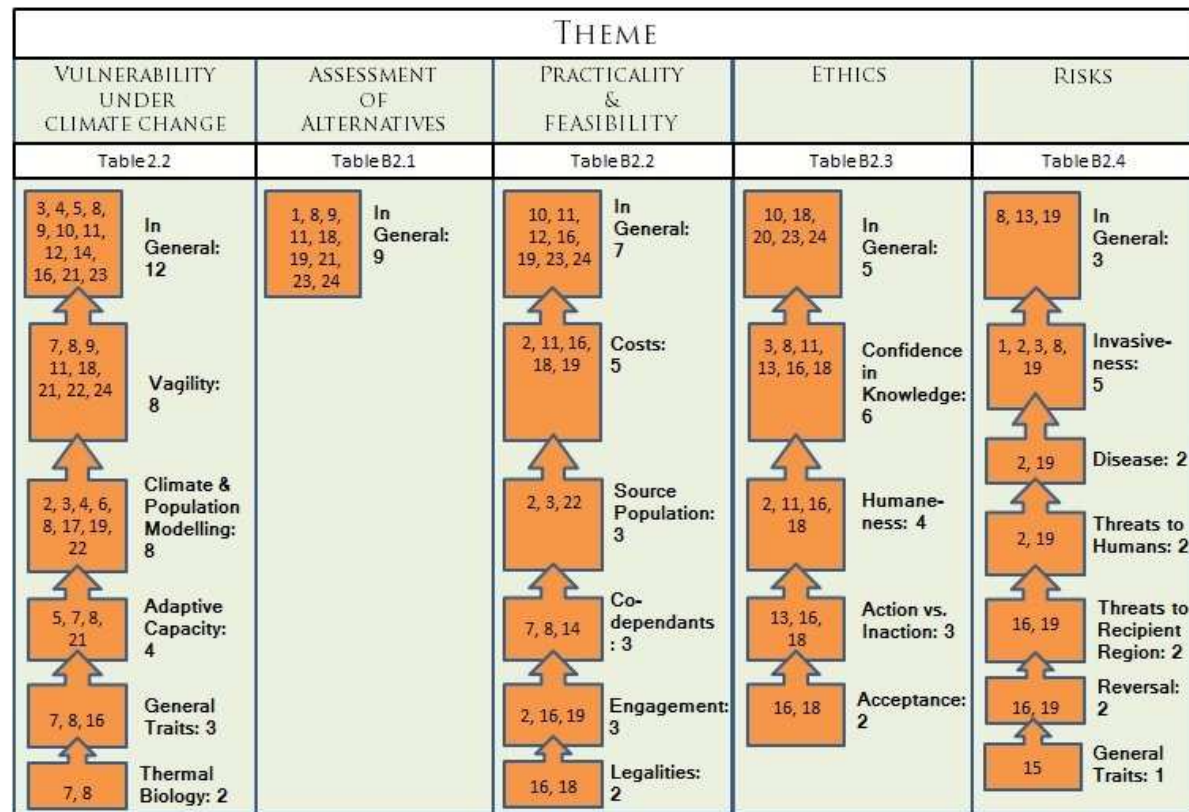 THEME
VULNERABILITY
UNDER
CLIMATE CHANGE
ASSESSMENT
OF
ALTERNATIVES
PRACTICALITY
&
FEASIBILITY
ETHICS
RISKS
Table 2.2
Table B2.1
Table B2.2
Table B2.3
Table B2.4
3, 4, 5, 8,
9, 10, 11,
12, 14,
16, 21, 23
In
General:
12
7, 8, 9,
11, 18,
21, 22, 24
Vagility:
8
2, 3, 4, 6,
8, 17, 19,
22
Climate &
Population
Modelling:
8
5, 7, 8,
21
Adaptive
Capacity:
4
7, 8, 16
General
Traits: 3
7, 8
Thermal
Biology: 2
1, 8, 9,
11, 18,
19, 21,
23, 24
In
General:
9
10, 11,
12, 16,
19, 23, 24
In
General:
7
2, 11, 16,
18, 19
Costs:
5
2, 3, 22
Source
Population:
3
7, 8, 14
Co-
dependants
: 3
2, 16, 19
Engagement:
3
16, 18
Legalities:
2
10, 18,
20, 23, 24
In
General:
5
3, 8, 11,
13, 16, 18
Confidence
in
Knowledge:
6
2, 11, 16,
18
Humane-
ness: 4
13, 16,
18
Action vs.
Inaction: 3
16, 18
Acceptance:
2
8, 13, 19
In
General:
3
1, 2, 3, 8,
19
Invasive-
ness:
5
2, 19
Disease: 2
2, 19
Threats to
Humans: 2
16, 19
Threats to
Recipient
Region: 2
16, 19
Reversal:
2
15
General
Traits: 1